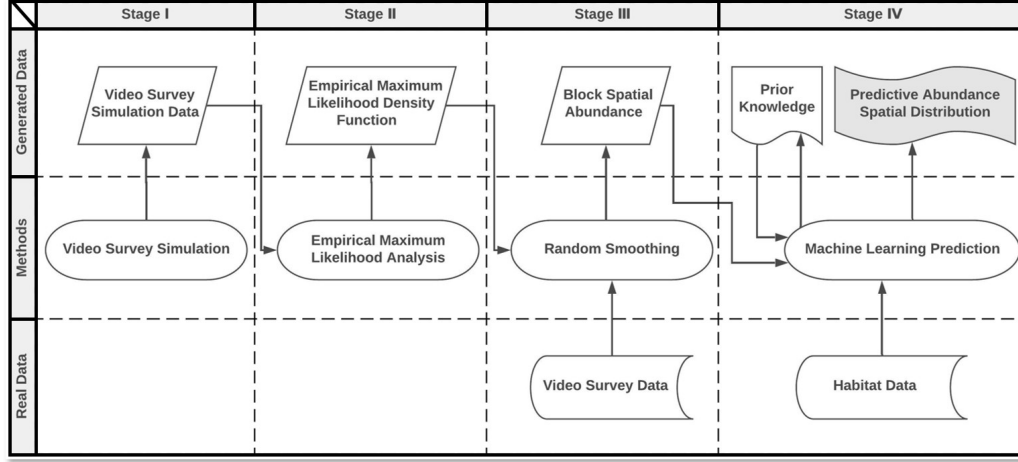 Stage I
Stage II
Stage III
Stage IV
Generated Data
Video Survey
Simulation Data
Empirical Maximum
Likelihood Density
Function
Block Spatial
Abundance
Prior
Knowledge
Predictive Abundance
Spatial Distribution
Methods
Video Survey Simulation
Empirical Maximum
Likelihood Analysis
Random Smoothing
Machine Learning Prediction
Real Data
Video Survey Data
Habitat Data